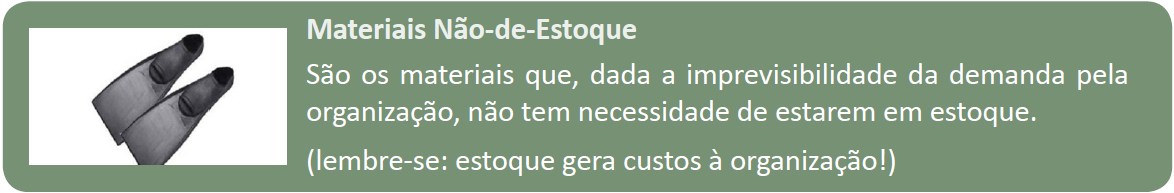 Materiais Não-de-Estoque
São os materiais que, dada a imprevisibilidade da demanda pela
organização, não tem necessidade de estarem em estoque.
(lembre-se: estoque gera custos à organização!)